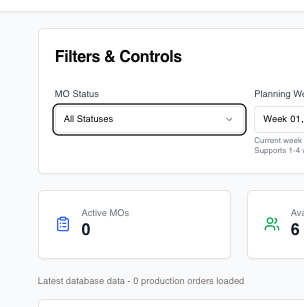 Filters & Controls
MO Status
Planning We
All Statuses
Week 01,
Current week
Supports 1-4 w
Active MOs
0
Ava
6
Latest database data - 0 production orders loaded